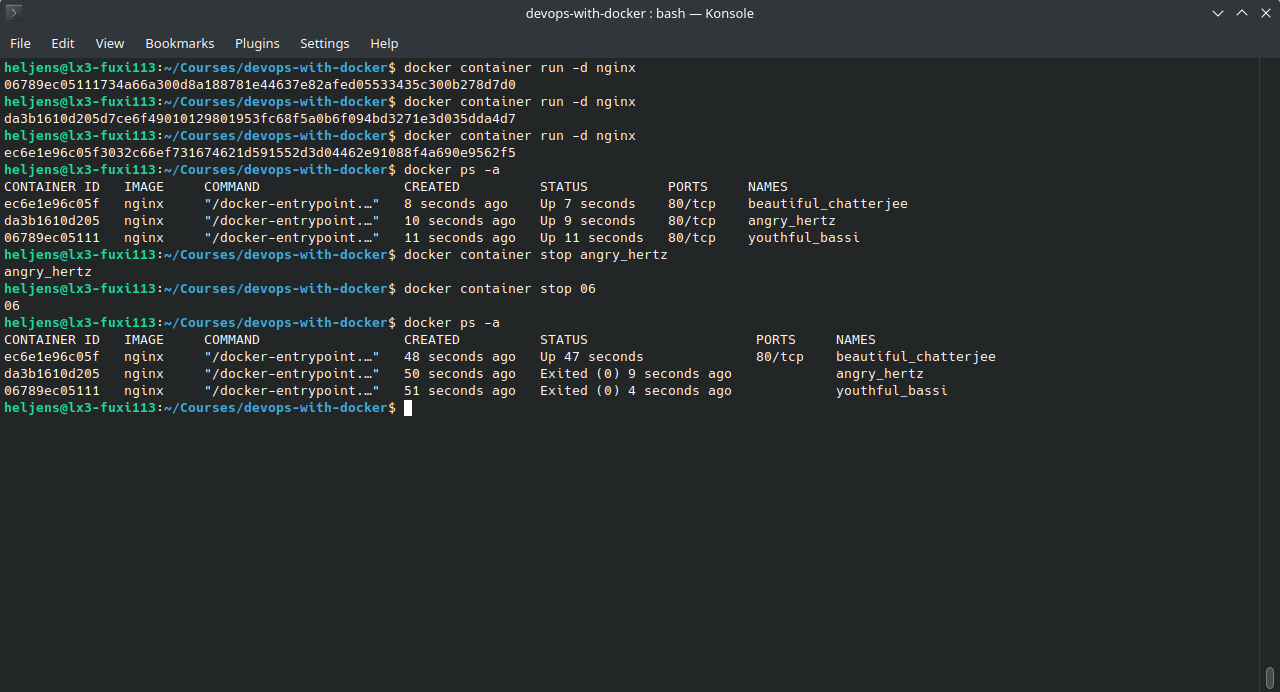 devops-with-docker : bash — Konsole
File Edit View Bookmarks Plugins Settings Help
heljens@lx3-fuxi113:~/Courses/devops-with-docker$ docker container run -d nginx
06789ec05111734a66a300d8a188781e44637e82afed05533435c300b278d7d0
heljens@lx3-fuxi113:~/Courses/devops-with-docker$ docker container run -d nginx
da3b1610d205d7ce6f49010129801953fc68f5a0b6f094bd3271e3d035dda4d7
heljens@lx3-fuxi113:~/Courses/devops-with-docker$ docker container run -d nginx
ec6e1e96c05f3032c66ef731674621d591552d3d04462e91088f4a690e9562f5
heljens@lx3-fuxi113:~/Courses/devops-with-docker$ docker ps -a
CONTAINER ID   IMAGE     COMMAND                  CREATED          STATUS          PORTS     NAMES
ec6e1e96c05f   nginx     "/docker-entrypoint.…"   8 seconds ago    Up 7 seconds    80/tcp    beautiful_chatterjee
da3b1610d205   nginx     "/docker-entrypoint.…"   10 seconds ago   Up 9 seconds    80/tcp    angry_hertz
06789ec05111   nginx     "/docker-entrypoint.…"   11 seconds ago   Up 11 seconds   80/tcp    youthful_bassi
heljens@lx3-fuxi113:~/Courses/devops-with-docker$ docker container stop angry_hertz
angry_hertz
heljens@lx3-fuxi113:~/Courses/devops-with-docker$ docker container stop 06
06
heljens@lx3-fuxi113:~/Courses/devops-with-docker$ docker ps -a
CONTAINER ID   IMAGE     COMMAND                  CREATED          STATUS                     PORTS     NAMES
ec6e1e96c05f   nginx     "/docker-entrypoint.…"   48 seconds ago   Up 47 seconds              80/tcp    beautiful_chatterjee
da3b1610d205   nginx     "/docker-entrypoint.…"   50 seconds ago   Exited (0) 9 seconds ago             angry_hertz
06789ec05111   nginx     "/docker-entrypoint.…"   51 seconds ago   Exited (0) 4 seconds ago             youthful_bassi
heljens@lx3-fuxi113:~/Courses/devops-with-docker$